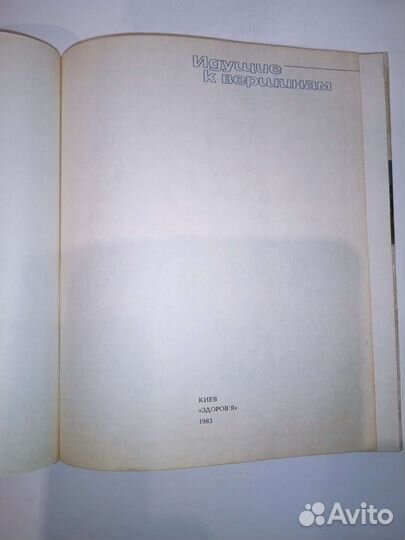 Идущие
к вершинам
КИЕВ
«ЗДОРОВ'Я»
1983
Avito